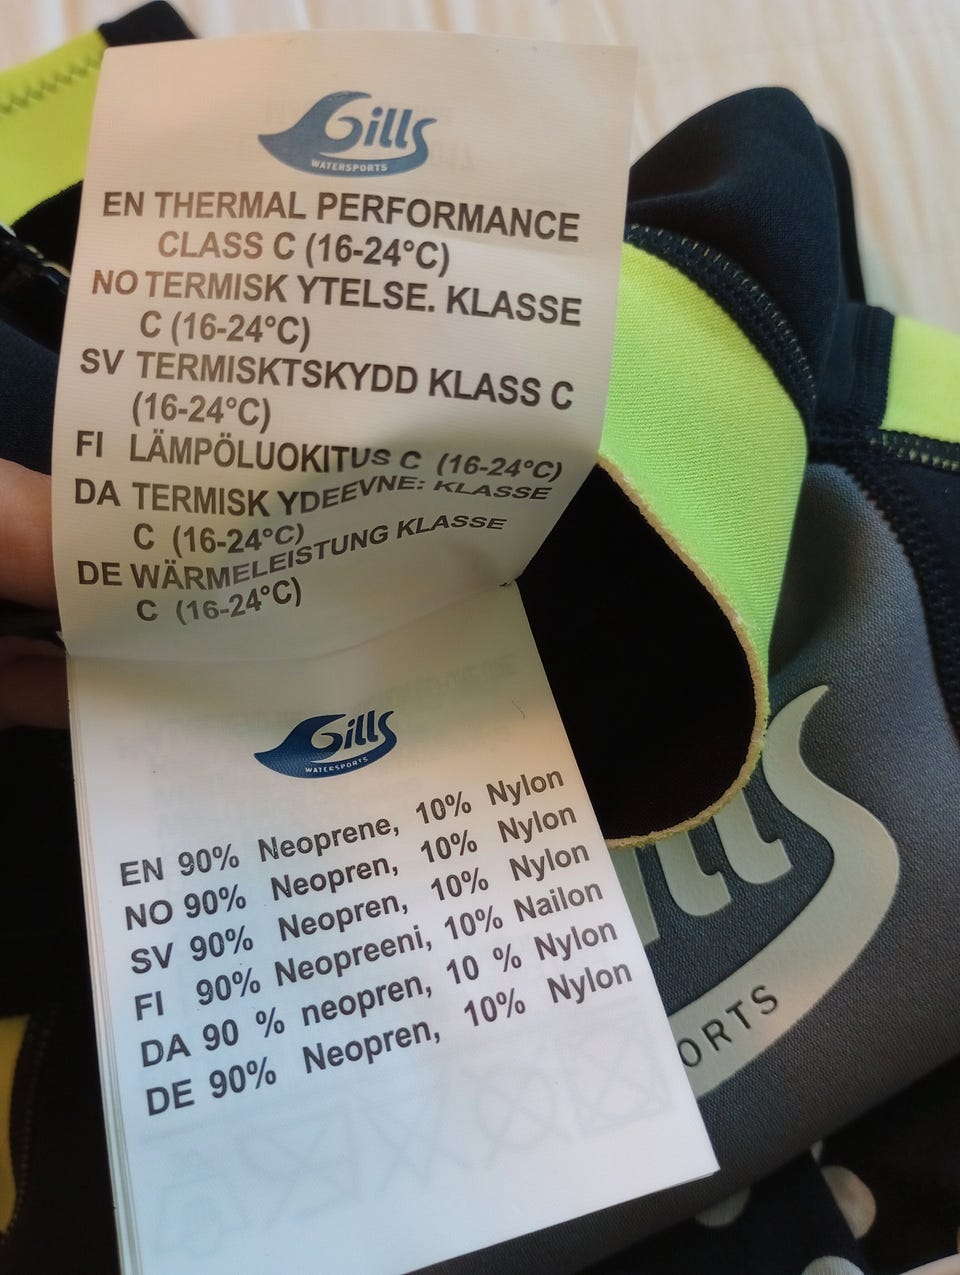 Gills
WATERSPORTS
EN THERMAL PERFORMANCE
CLASS C (16-24°C)
NO TERMISK YTELSE. KLASSE
C (16-24°C)
SV TERMISKTSKYDD KLASS C
(16-24°C)
FI LÄMPÖLUOKITUS C (16-24°C)
DA TERMISK YDEEVNE: KLASSE
C (16-24°C)
DE WÄRMELEISTUNG KLASSE
C (16-24°C)
Gills
WATERSPORTS
EN 90% Neoprene, 10% Nylon
NO 90% Neopren, 10% Nylon
SV 90% Neopren, 10% Nylon
FI 90% Neopreeni, 10% Nailon
DA 90 % neopren, 10 % Nylon
DE 90% Neopren, 10% Nylon
ills
ORTS